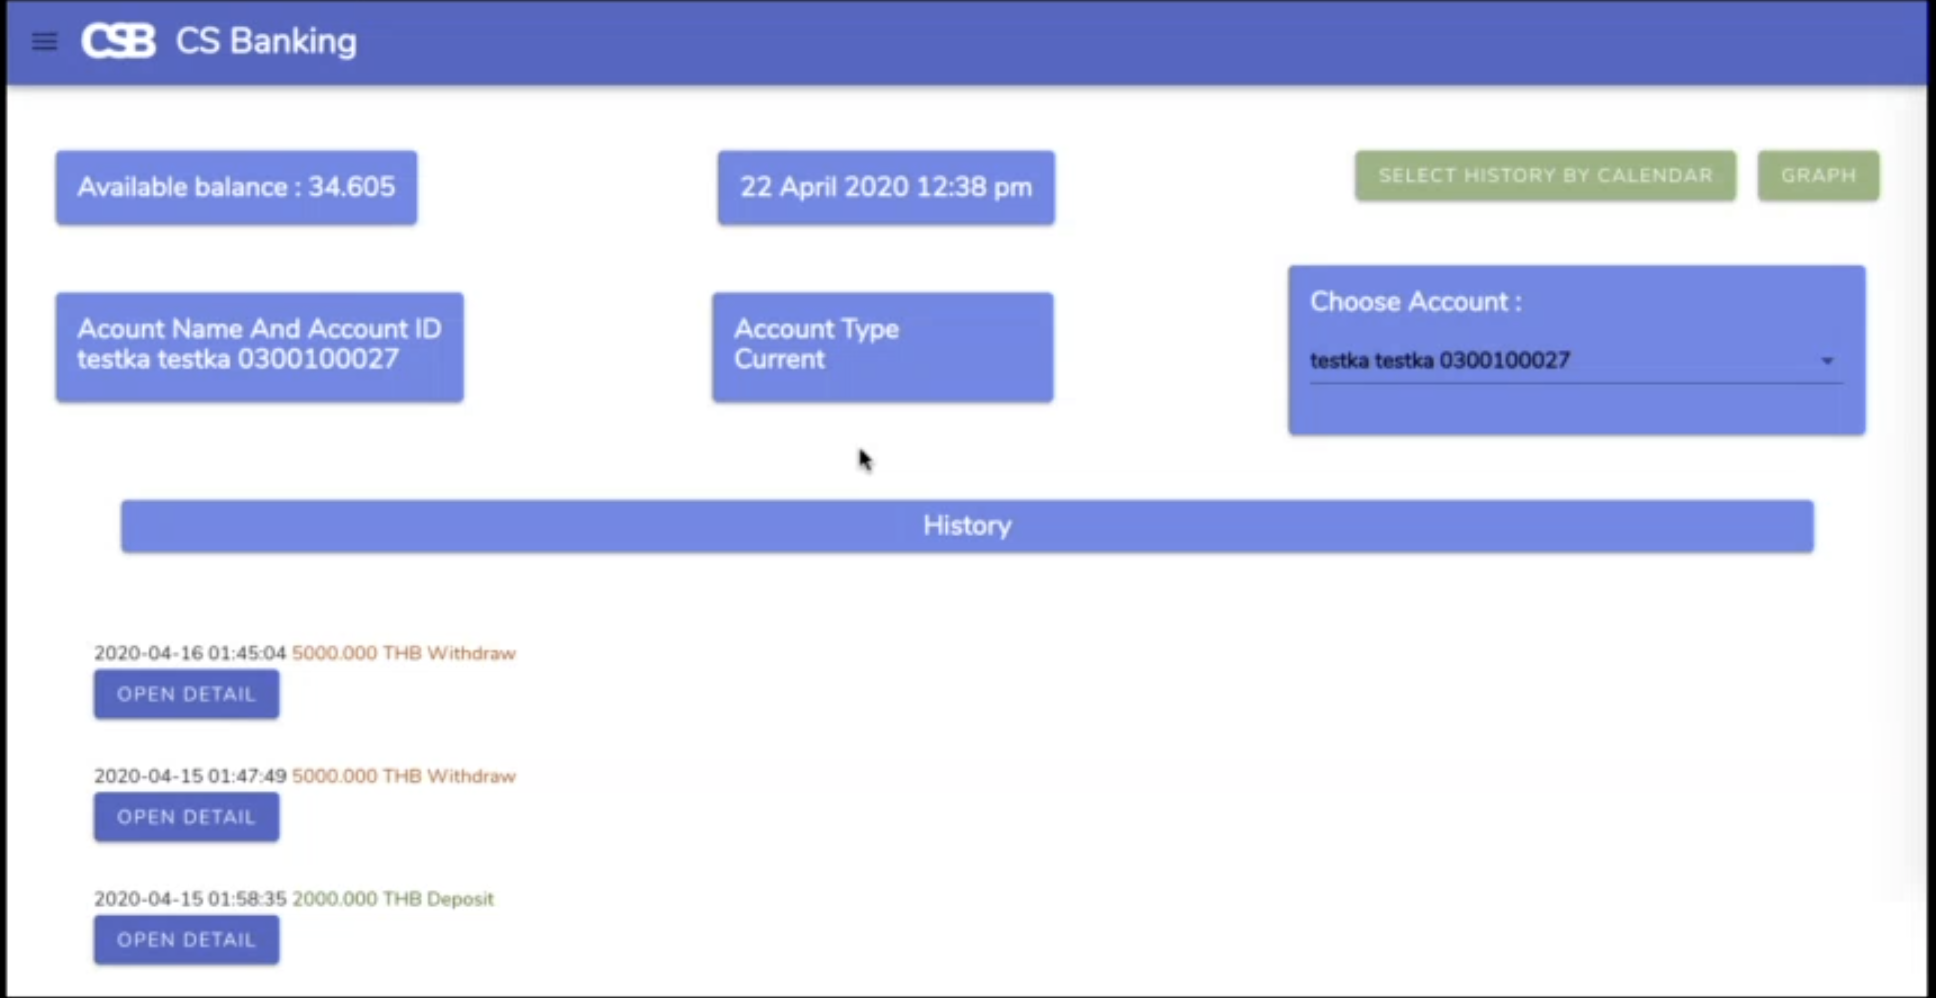 CSB CS Banking
Available balance : 34.605
22 April 2020 12:38 pm
SELECT HISTORY BY CALENDAR
GRAPH
Acount Name And Account ID
testka testka 0300100027
Account Type
Current
Choose Account :
testka testka 0300100027
History
2020-04-16 01:45:04 5000.000 THB Withdraw
OPEN DETAIL
2020-04-15 01:47:49 5000.000 THB Withdraw
OPEN DETAIL
2020-04-15 01:58:35 2000.000 THB Deposit
OPEN DETAIL